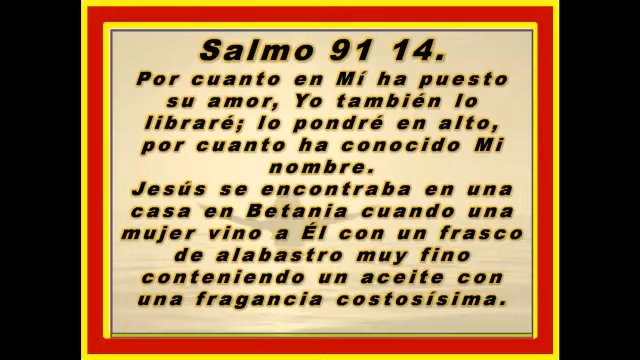 Salmo 91 14.
Por cuanto en Mí ha puesto
su amor, Yo también lo
libraré; lo pondré en alto,
por cuanto ha conocido Mi
nombre.
Jesús se encontraba en una
casa en Betania cuando una
mujer vino a Él con un frasco
de alabastro muy fino
conteniendo un aceite con
una fragancia costosísima.